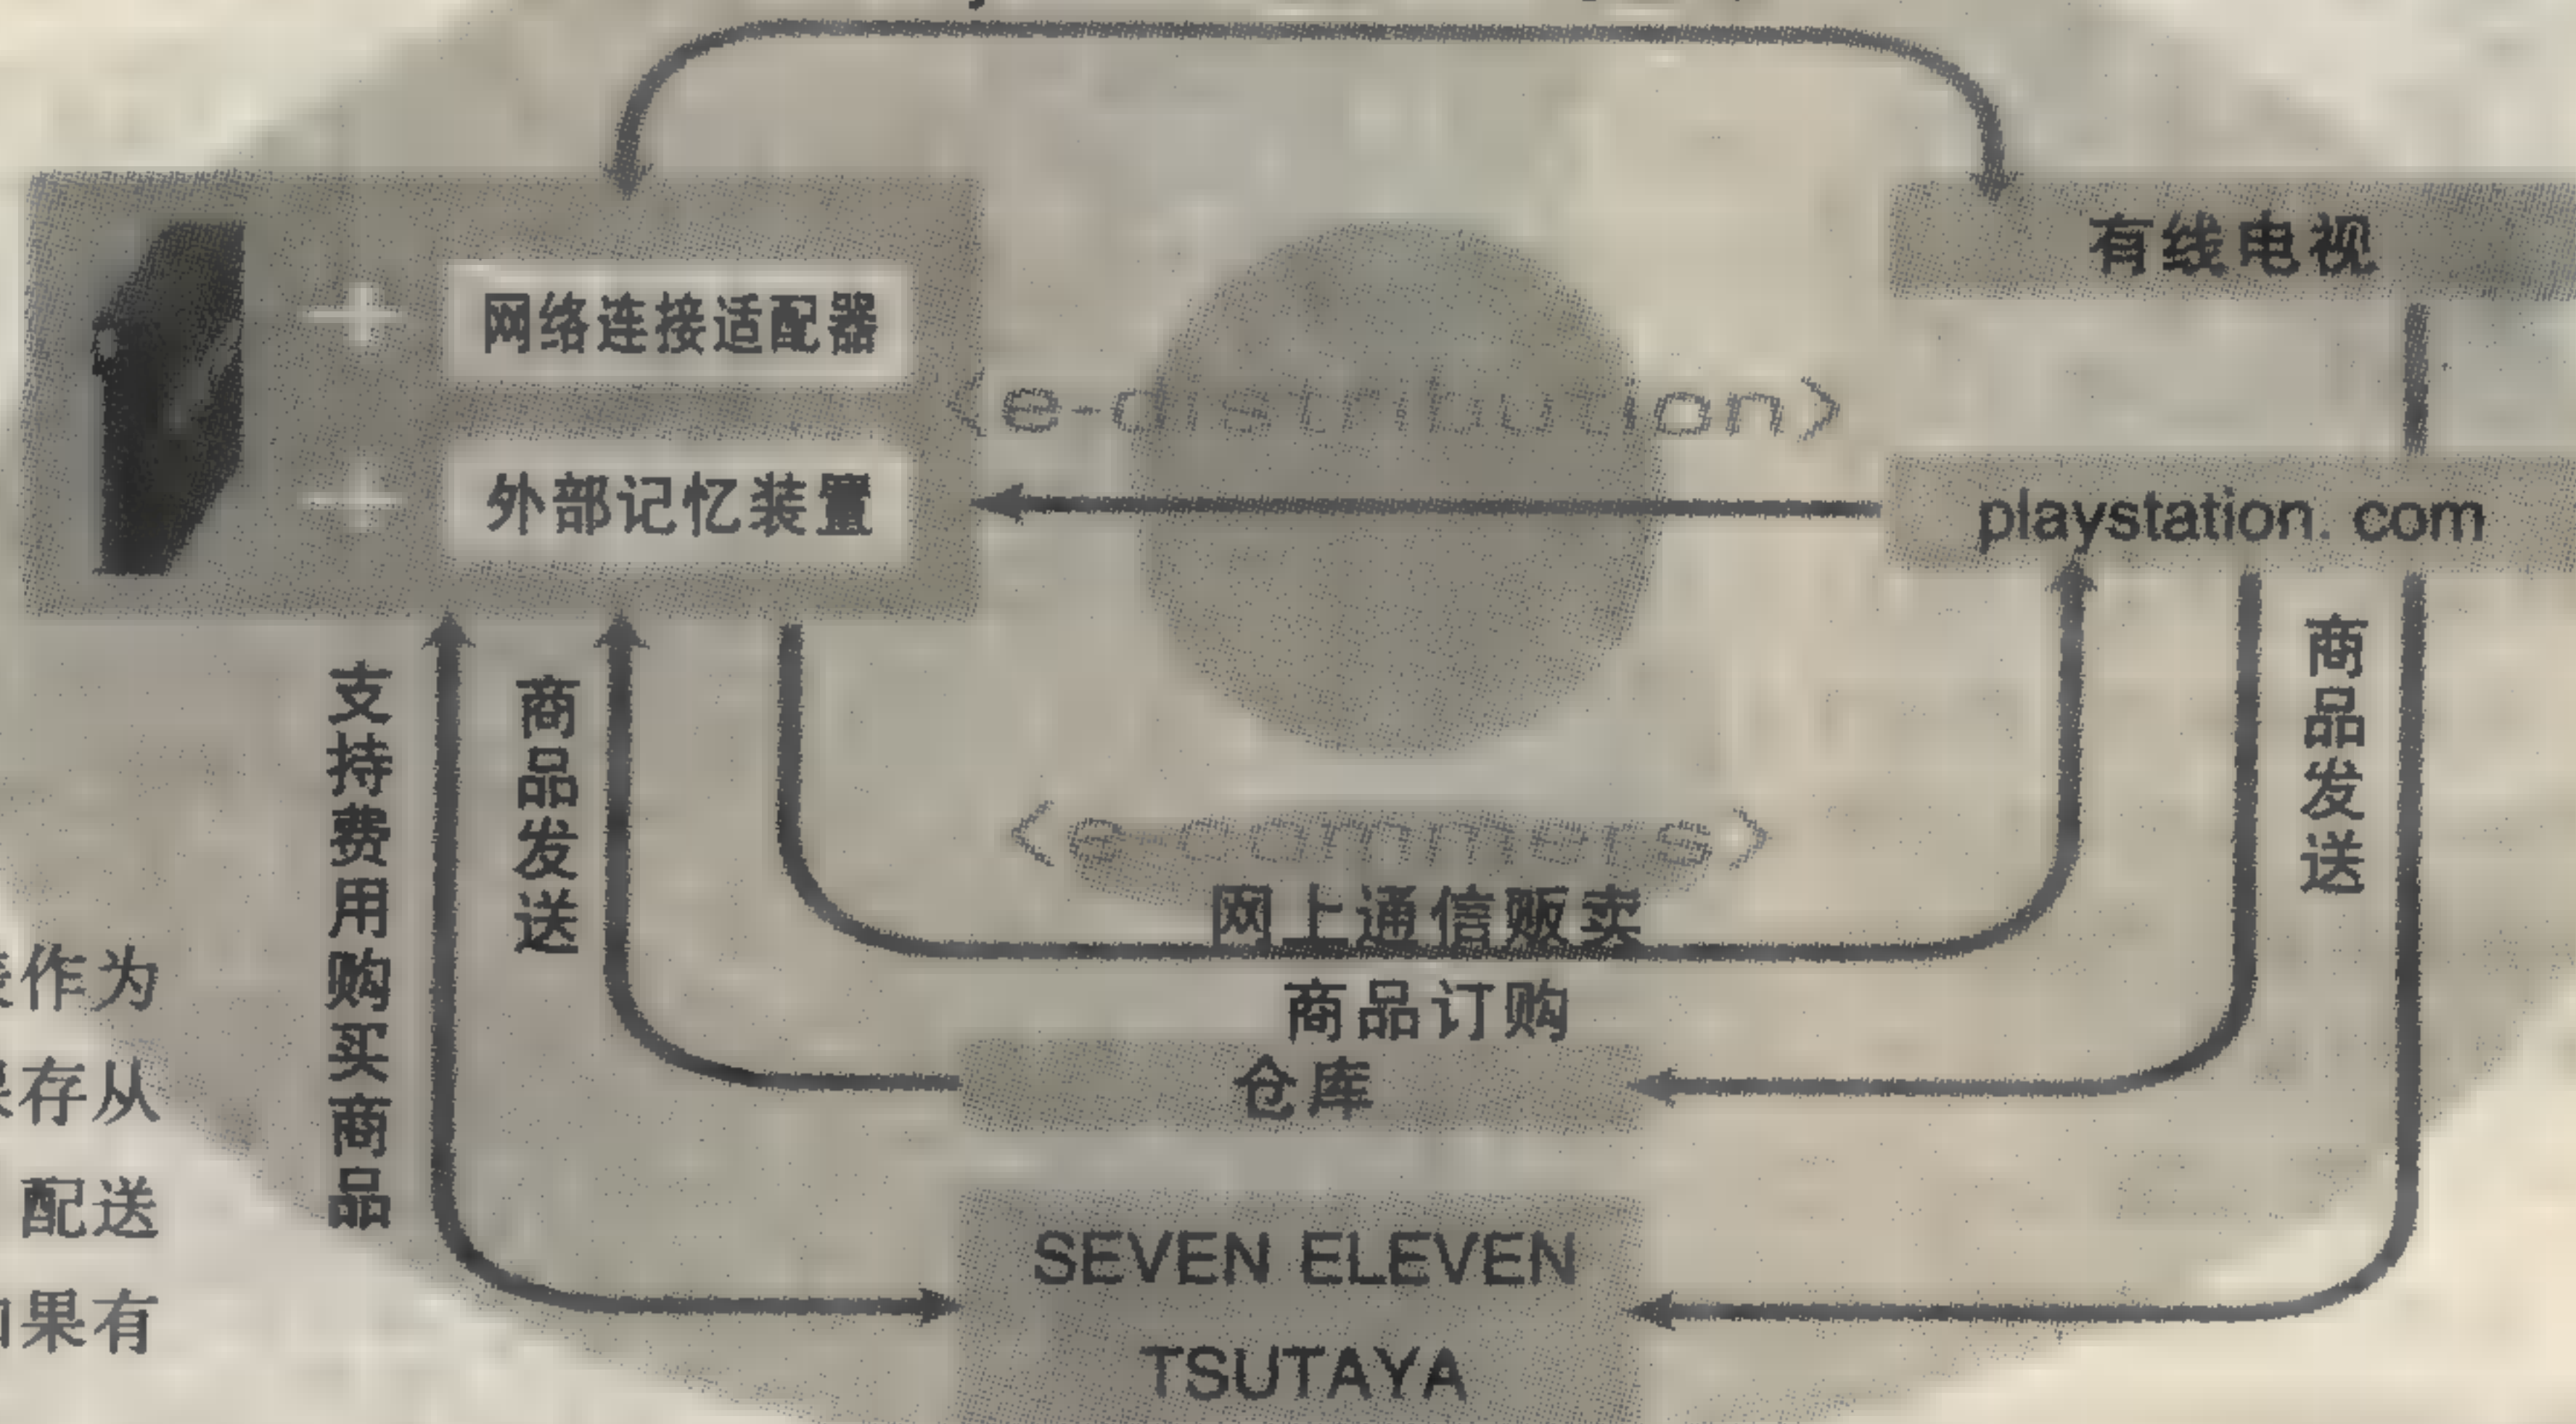 有线电视
网络连接适配器
<e-distribution>
外部记忆装置
playstation. com
支持费用购买商品
商品发送
商品发送
<e-commers>
网上通信贩卖
商品订购
仓库
SEVEN ELEVEN
TSUTAYA
作为
存从
配送
果有